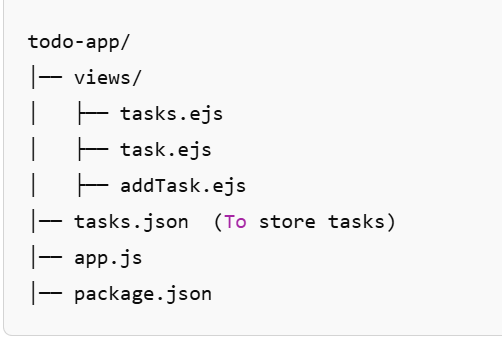 todo-app/
│── views/
│   ├── tasks.ejs
│   ├── task.ejs
│   ├── addTask.ejs
│── tasks.json  (To store tasks)
│── app.js
│── package.json